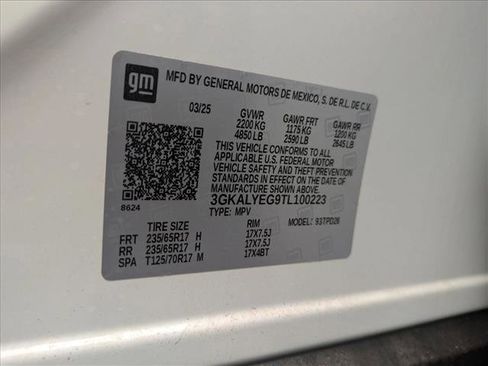 gm
MFD BY GENERAL MOTORS DE MEXICO, S. DE R.L. DE C.V.
03/25 GVWR GAWR FRT GAWR RR
2200 KG 1175 KG 1200 KG
4850 LB 2590 LB 2645 LB
THIS VEHICLE CONFORMS TO ALL
APPLICABLE U.S. FEDERAL MOTOR
VEHICLE SAFETY AND THEFT
PREVENTION STANDARDS IN EFFECT
ON THE DATE OF MANUFACTURE
SHOWN ABOVE.
3GKALYEG9TL100223
8624 TYPE: MPV MODEL: 93TPD26
TIRE SIZE RIM
FRT 235/65R17 H 17X7.5J
RR 235/65R17 H 17X7.5J
SPA T125/70R17 M 17X4BT